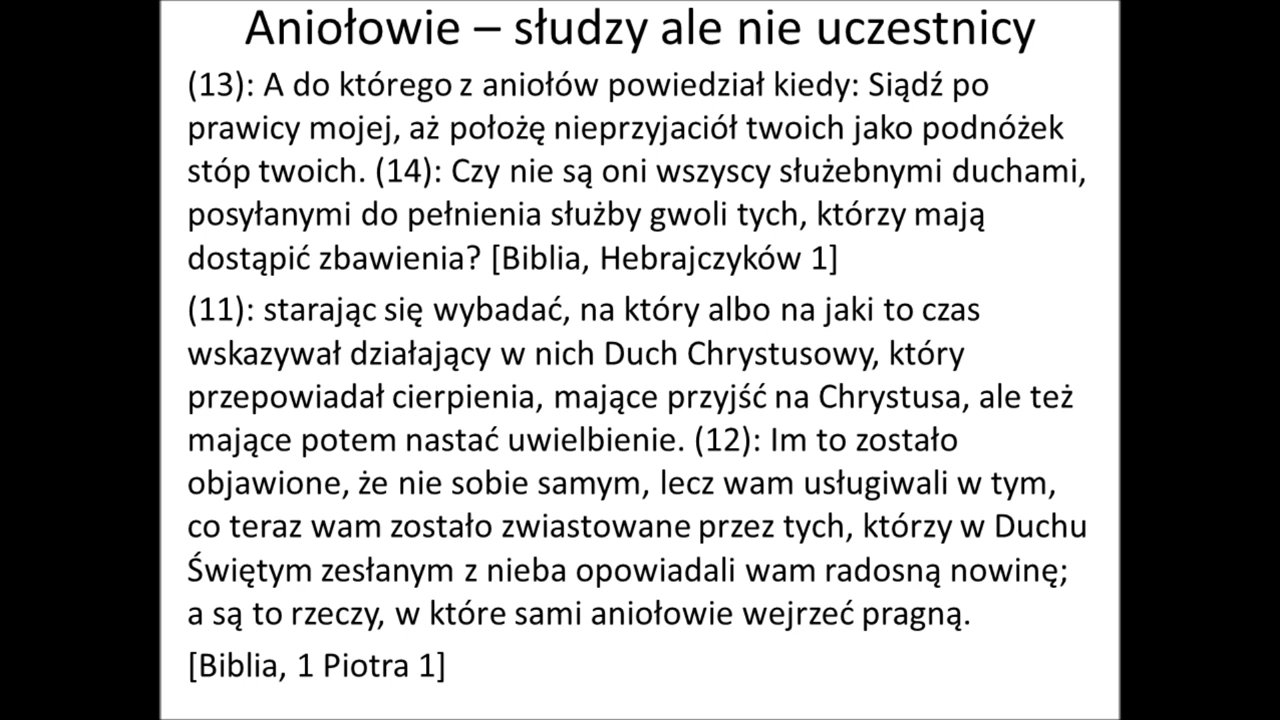 Aniołowie – słudzy ale nie uczestnicy
(13): A do którego z aniołów powiedział kiedy: Siądź po
prawicy mojej, aż położę nieprzyjaciół twoich jako podnóżek
stóp twoich. (14): Czy nie są oni wszyscy służebnymi duchami,
posyłanymi do pełnienia służby gwoli tych, którzy mają
dostąpić zbawienia? [Biblia, Hebrajczyków 1]
(11): starając się wybadać, na który albo na jaki to czas
wskazywał działający w nich Duch Chrystusowy, który
przepowiadał cierpienia, mające przyjść na Chrystusa, ale też
mające potem nastać uwielbienie. (12): Im to zostało
objawione, że nie sobie samym, lecz wam usługiwali w tym,
co teraz wam zostało zwiastowane przez tych, którzy w Duchu
Świętym zesłanym z nieba opowiadali wam radosną nowinę;
a są to rzeczy, w które sami aniołowie wejrzeć pragną.
[Biblia, 1 Piotra 1]